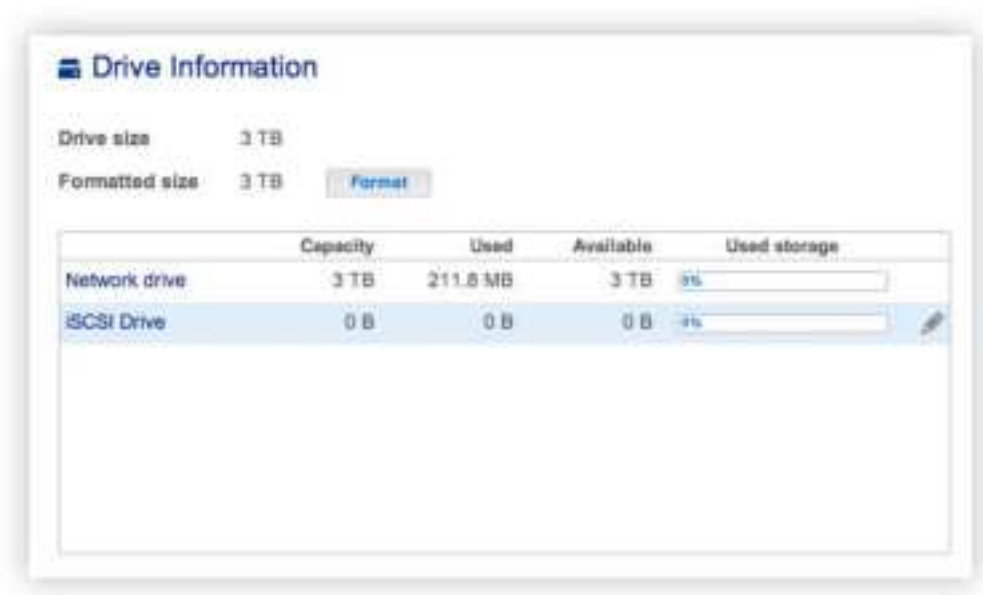 Drive Information
Drive size 3 TB
Formatted size 3 TB Format
Capacity Used Available Used storage
Network drive 3 TB 211.8 MB 3 TB 0%
iSCSI Drive 0 B 0 B 0 B